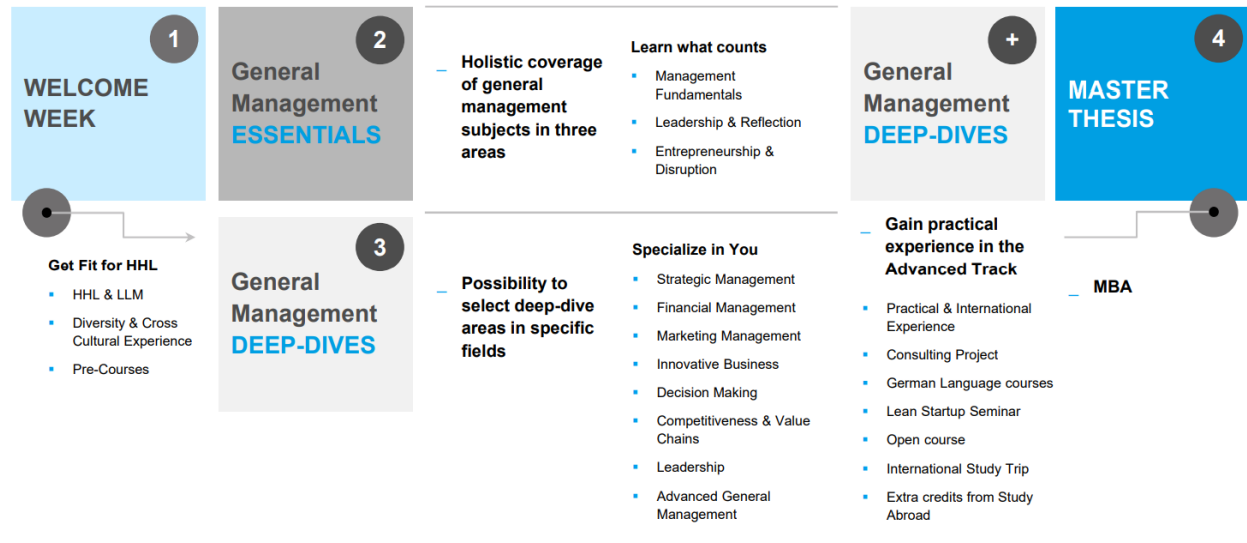 1
WELCOME
WEEK
Get Fit for HHL
HHL & LLM
Diversity & Cross
Cultural Experience
Pre-Courses
2
General
Management
ESSENTIALS
_ Holistic coverage
of general
management
subjects in three
areas
Learn what counts
Management
Fundamentals
Leadership & Reflection
Entrepreneurship &
Disruption
3
General
Management
DEEP-DIVES
_ Possibility to
select deep-dive
areas in specific
fields
Specialize in You
Strategic Management
Financial Management
Marketing Management
Innovative Business
Decision Making
Competitiveness & Value
Chains
Leadership
Advanced General
Management
+
General
Management
DEEP-DIVES
_ Gain practical
experience in the
Advanced Track
Practical & International
Experience
Consulting Project
German Language courses
Lean Startup Seminar
Open course
International Study Trip
Extra credits from Study
Abroad
4
MASTER
THESIS
_ MBA